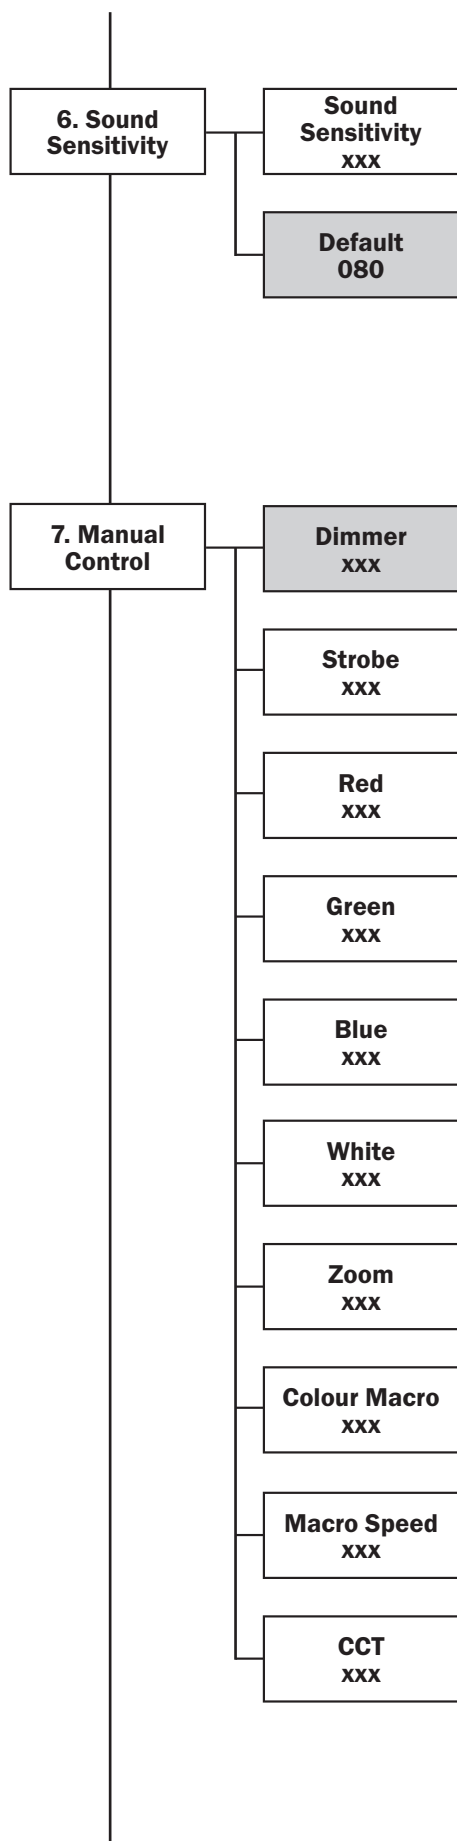 6. Sound
Sensitivity
Sound
Sensitivity
xxx
Default
080
7. Manual
Control
Dimmer
xxx
Strobe
xxx
Red
xxx
Green
xxx
Blue
xxx
White
xxx
Zoom
xxx
Colour Macro
xxx
Macro Speed
xxx
CCT
xxx